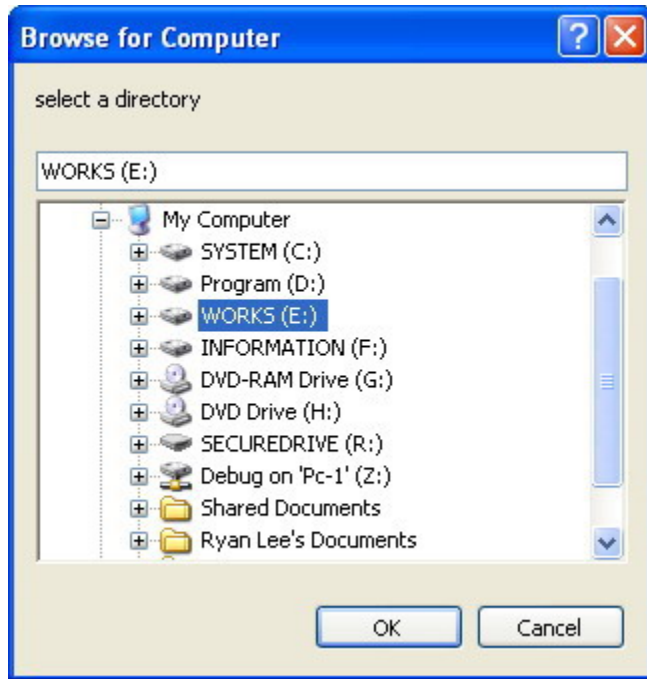 Browse for Computer
select a directory
WORKS (E:)
My Computer
SYSTEM (C:)
Program (D:)
WORKS (E:)
INFORMATION (F:)
DVD-RAM Drive (G:)
DVD Drive (H:)
SECUREDRIVE (R:)
Debug on 'Pc-1' (Z:)
Shared Documents
Ryan Lee's Documents
OK Cancel